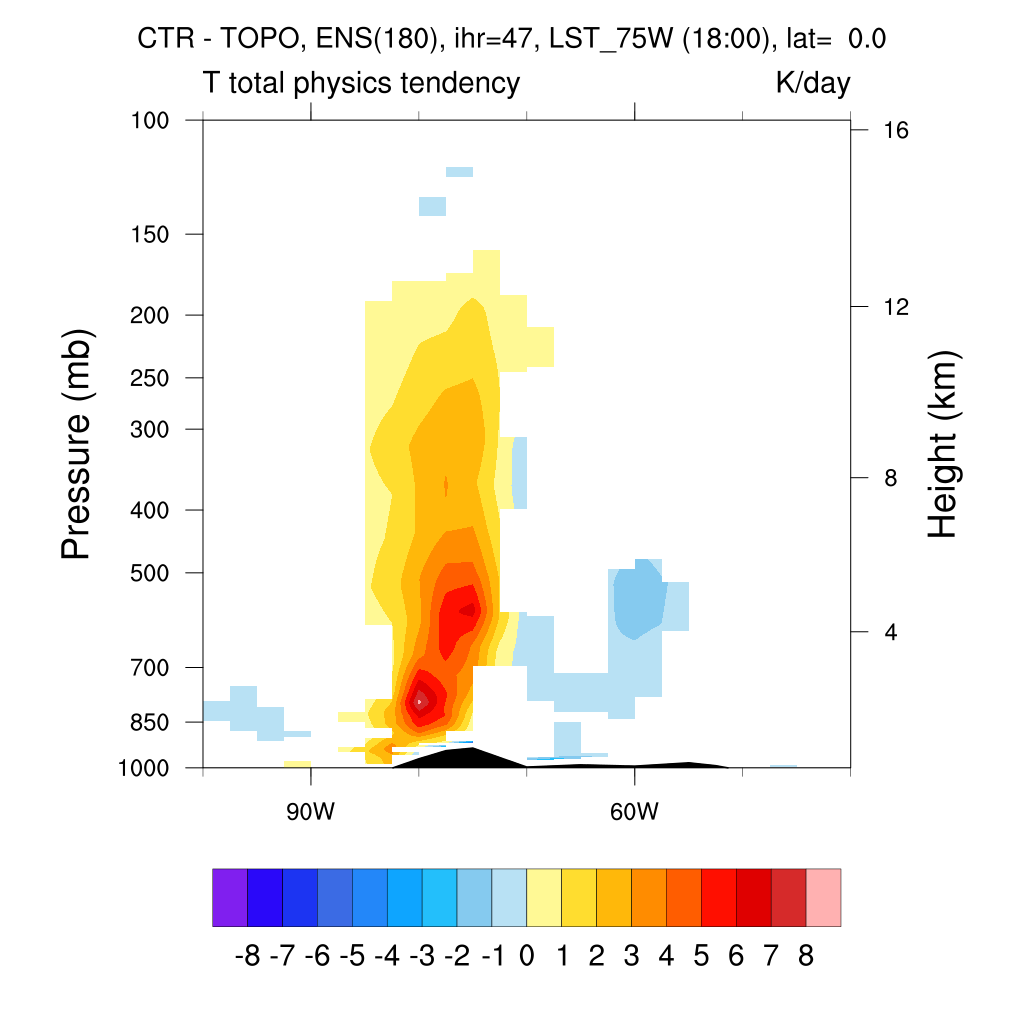 CTR - TOPO, ENS(180), ihr=47, LST_75W (18:00), lat=  0.0
T total physics tendency K/day
100
150
200
250
300
400
500
700
850
1000
Pressure (mb)
16
12
8
4
Height (km)
90W 60W
-8 -7 -6 -5 -4 -3 -2 -1 0 1 2 3 4 5 6 7 8